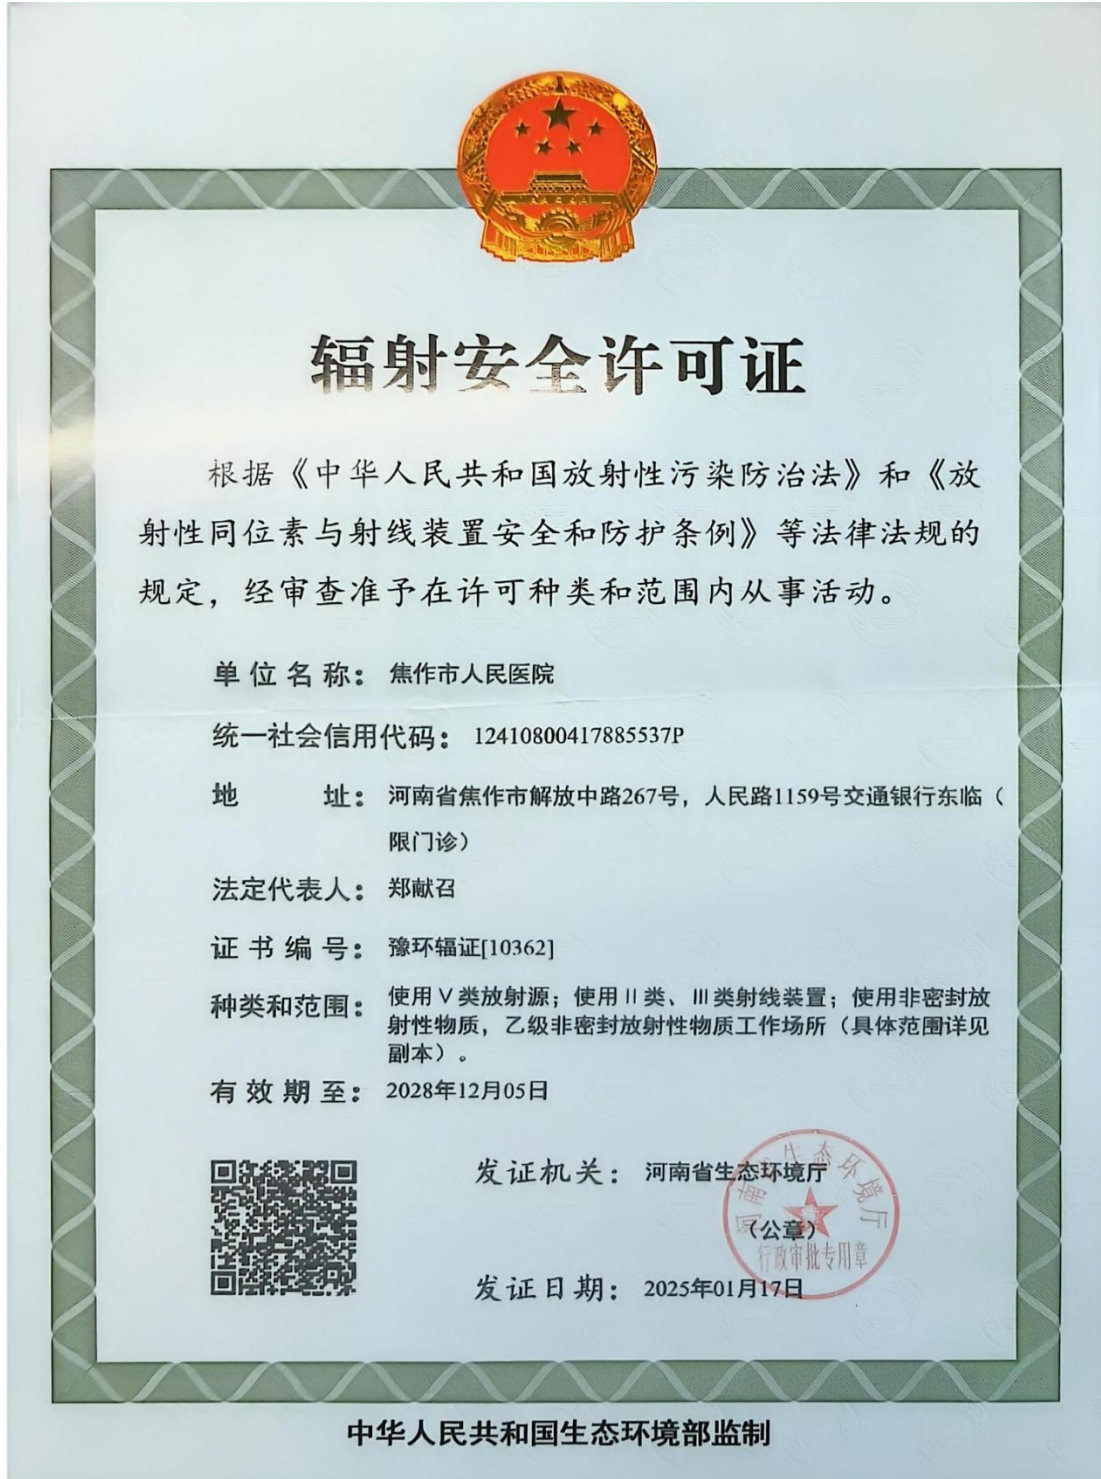 辐射安全许可证
根据《中华人民共和国放射性污染防治法》和《放
射性同位素与射线装置安全和防护条例》等法律法规的
规定，经审查准予在许可种类和范围内从事活动。
单位名称：焦作市人民医院
统一社会信用代码：12410800417885537P
地址：河南省焦作市解放中路267号，人民路1159号交通银行东临（
限门诊）
法定代表人：郑献召
证书编号：豫环辐证[10362]
种类和范围：使用Ⅴ类放射源；使用Ⅱ类、Ⅲ类射线装置；使用非密封放
射性物质，乙级非密封放射性物质工作场所（具体范围详见
副本）。
有效期至：2028年12月05日
发证机关：河南省生态环境厅
（公章）
河南省生态环境厅
行政审批专用章
发证日期：2025年01月17日
中华人民共和国生态环境部监制